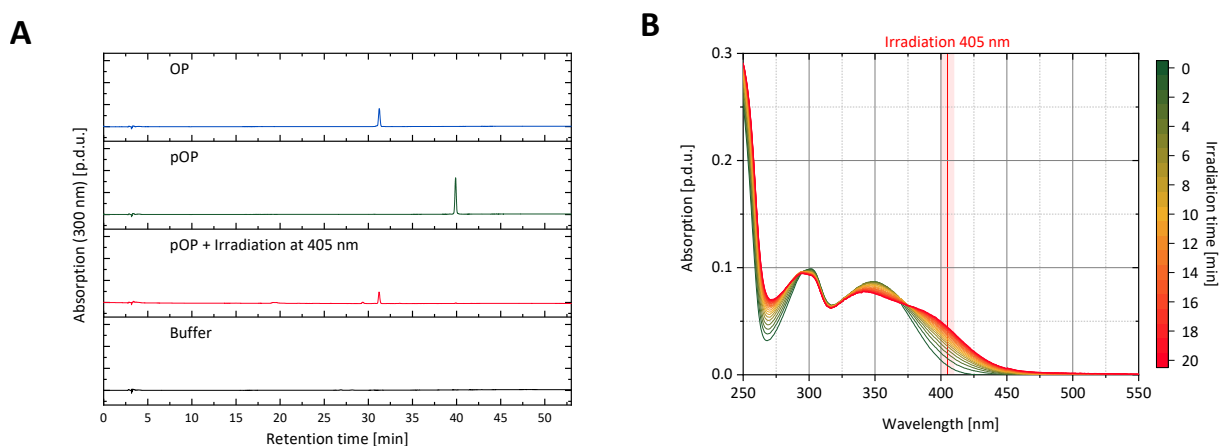 A
Absorption (300 nm) [p.d.u.]
OP
pOP
pOP + Irradiation at 405 nm
Buffer
0 5 10 15 20 25 30 35 40 45 50
Retention time [min]
B
Irradiation 405 nm
Absorption [p.d.u.]
0.3
0.2
0.1
0.0
250 300 350 400 450 500 550
Wavelength [nm]
0
2
4
6
8
10
12
14
16
18
20
Irradiation time [min]